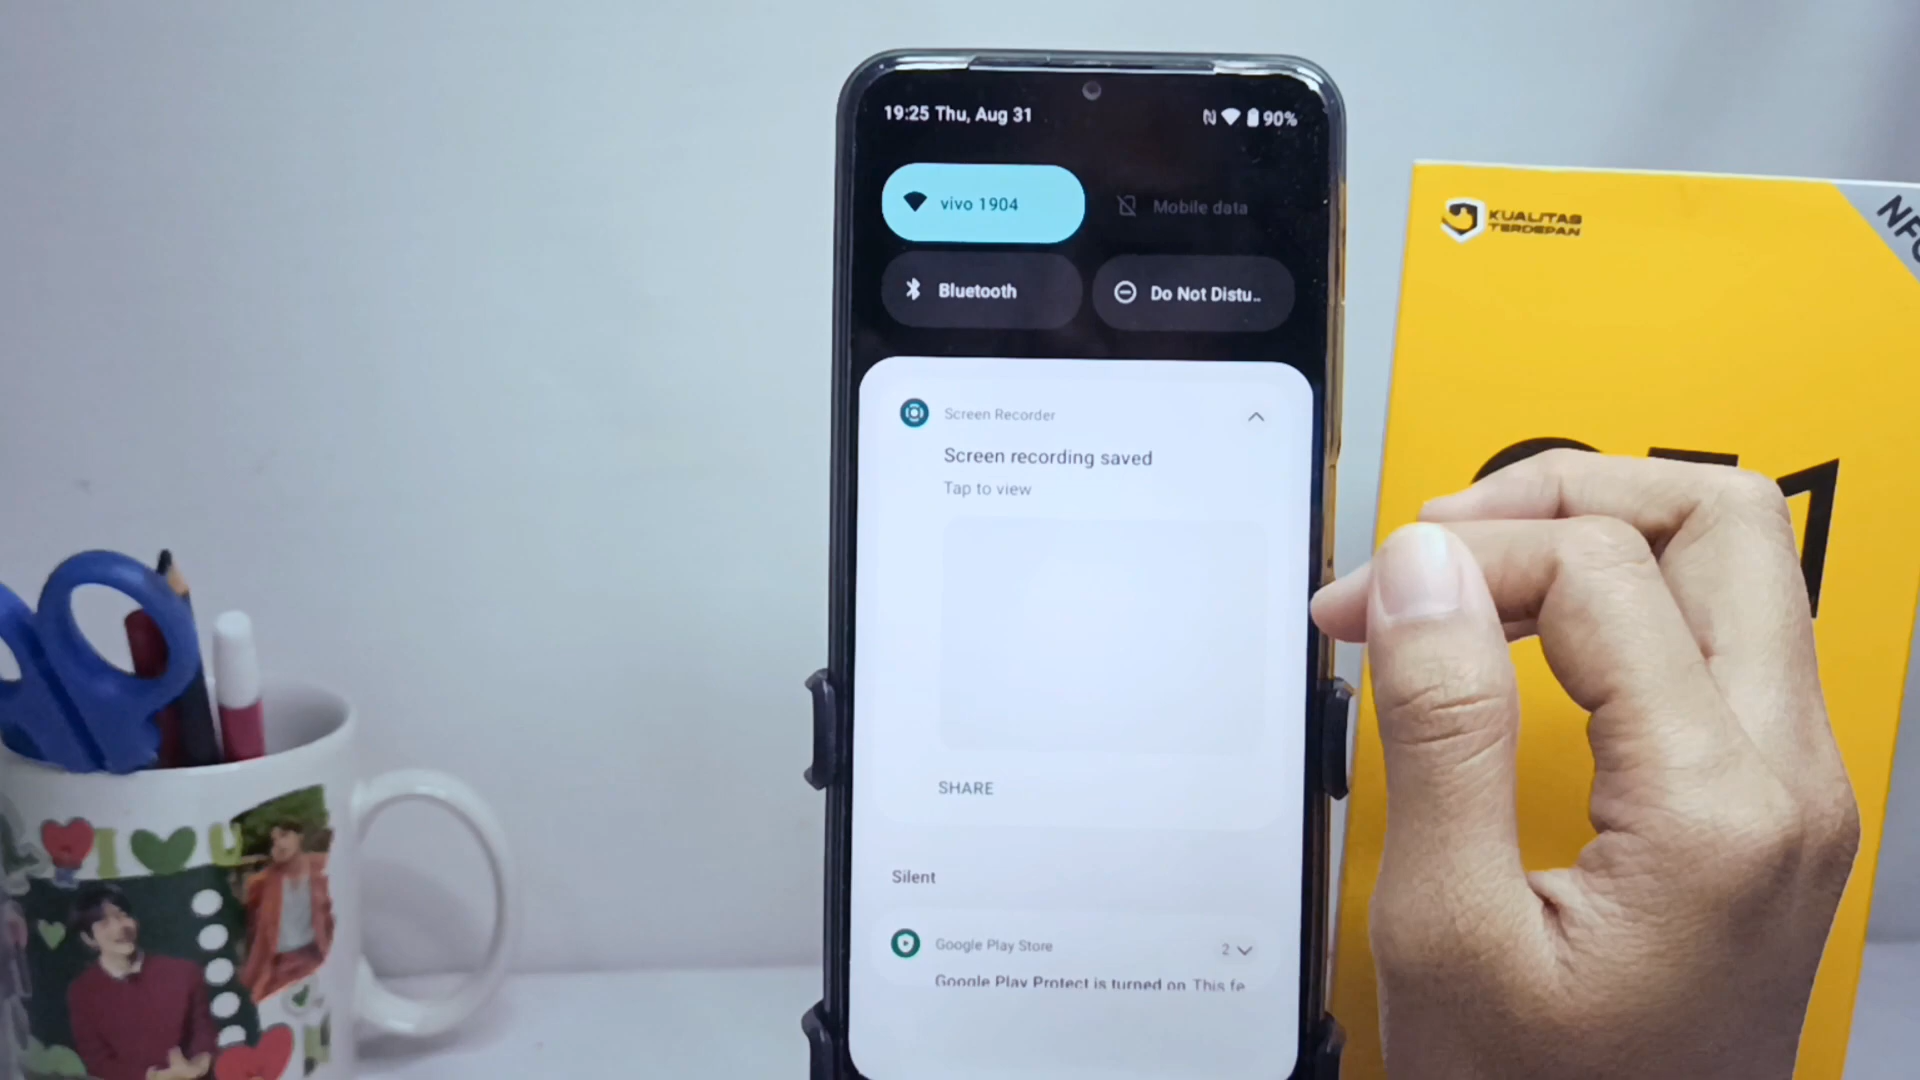 19:25 Thu, Aug 31
90%
vivo 1904
Mobile data
Bluetooth
Do Not Distu..
Screen Recorder
Screen recording saved
Tap to view
SHARE
Silent
Google Play Store
2
Google Play Protect is turned on This fe
KUALITAS
TERDEPAN
NFC
I U